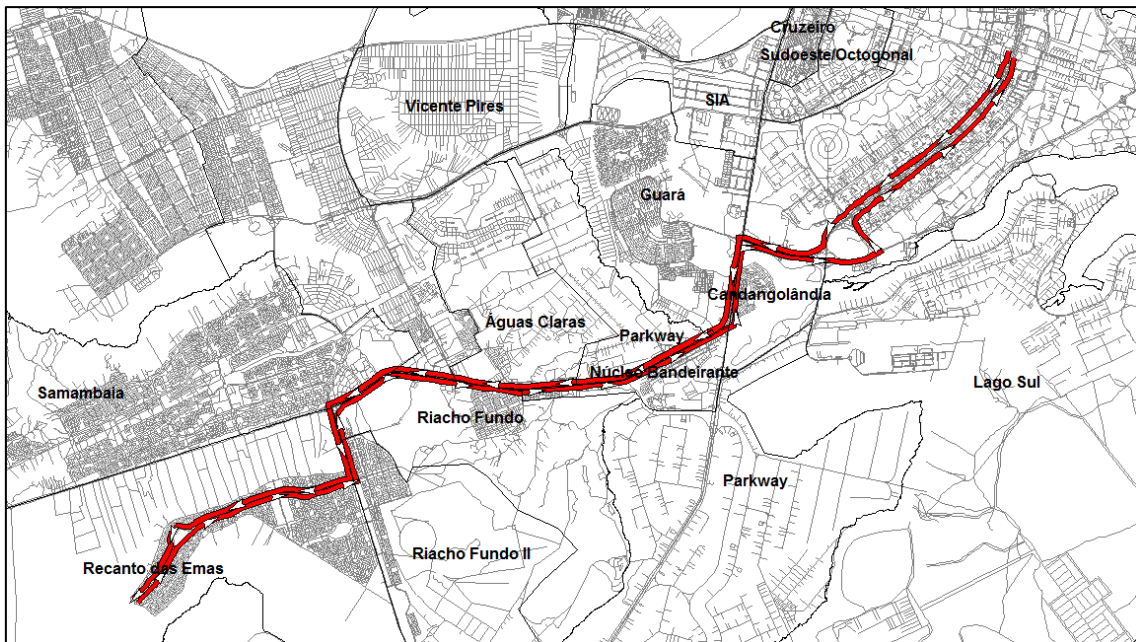 Cruzeiro
Sudoeste/Octogonal
Vicente Pires
SIA
Guará
Candangolândia
Águas Claras
Parkway
Núcleo Bandeirante
Samambaia
Lago Sul
Riacho Fundo
Parkway
Riacho Fundo II
Recanto das Emas